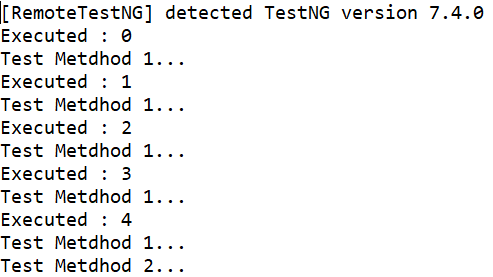 [RemoteTestNG] detected TestNG version 7.4.0
Executed : 0
Test Metdhod 1...
Executed : 1
Test Metdhod 1...
Executed : 2
Test Metdhod 1...
Executed : 3
Test Metdhod 1...
Executed : 4
Test Metdhod 1...
Test Metdhod 2...